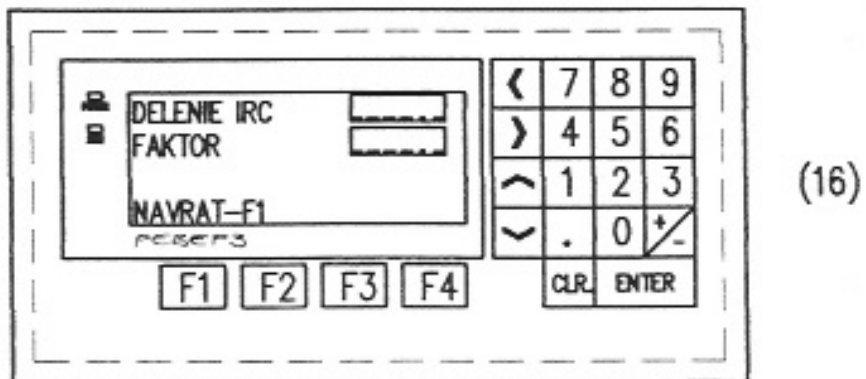 DELENIE IRC
FAKTOR
NAVRAT-F1
F1 F2 F3 F4
❬ 7 8 9
❭ 4 5 6
︿ 1 2 3
﹀ . 0 +/-
CLR. ENTER
(16)